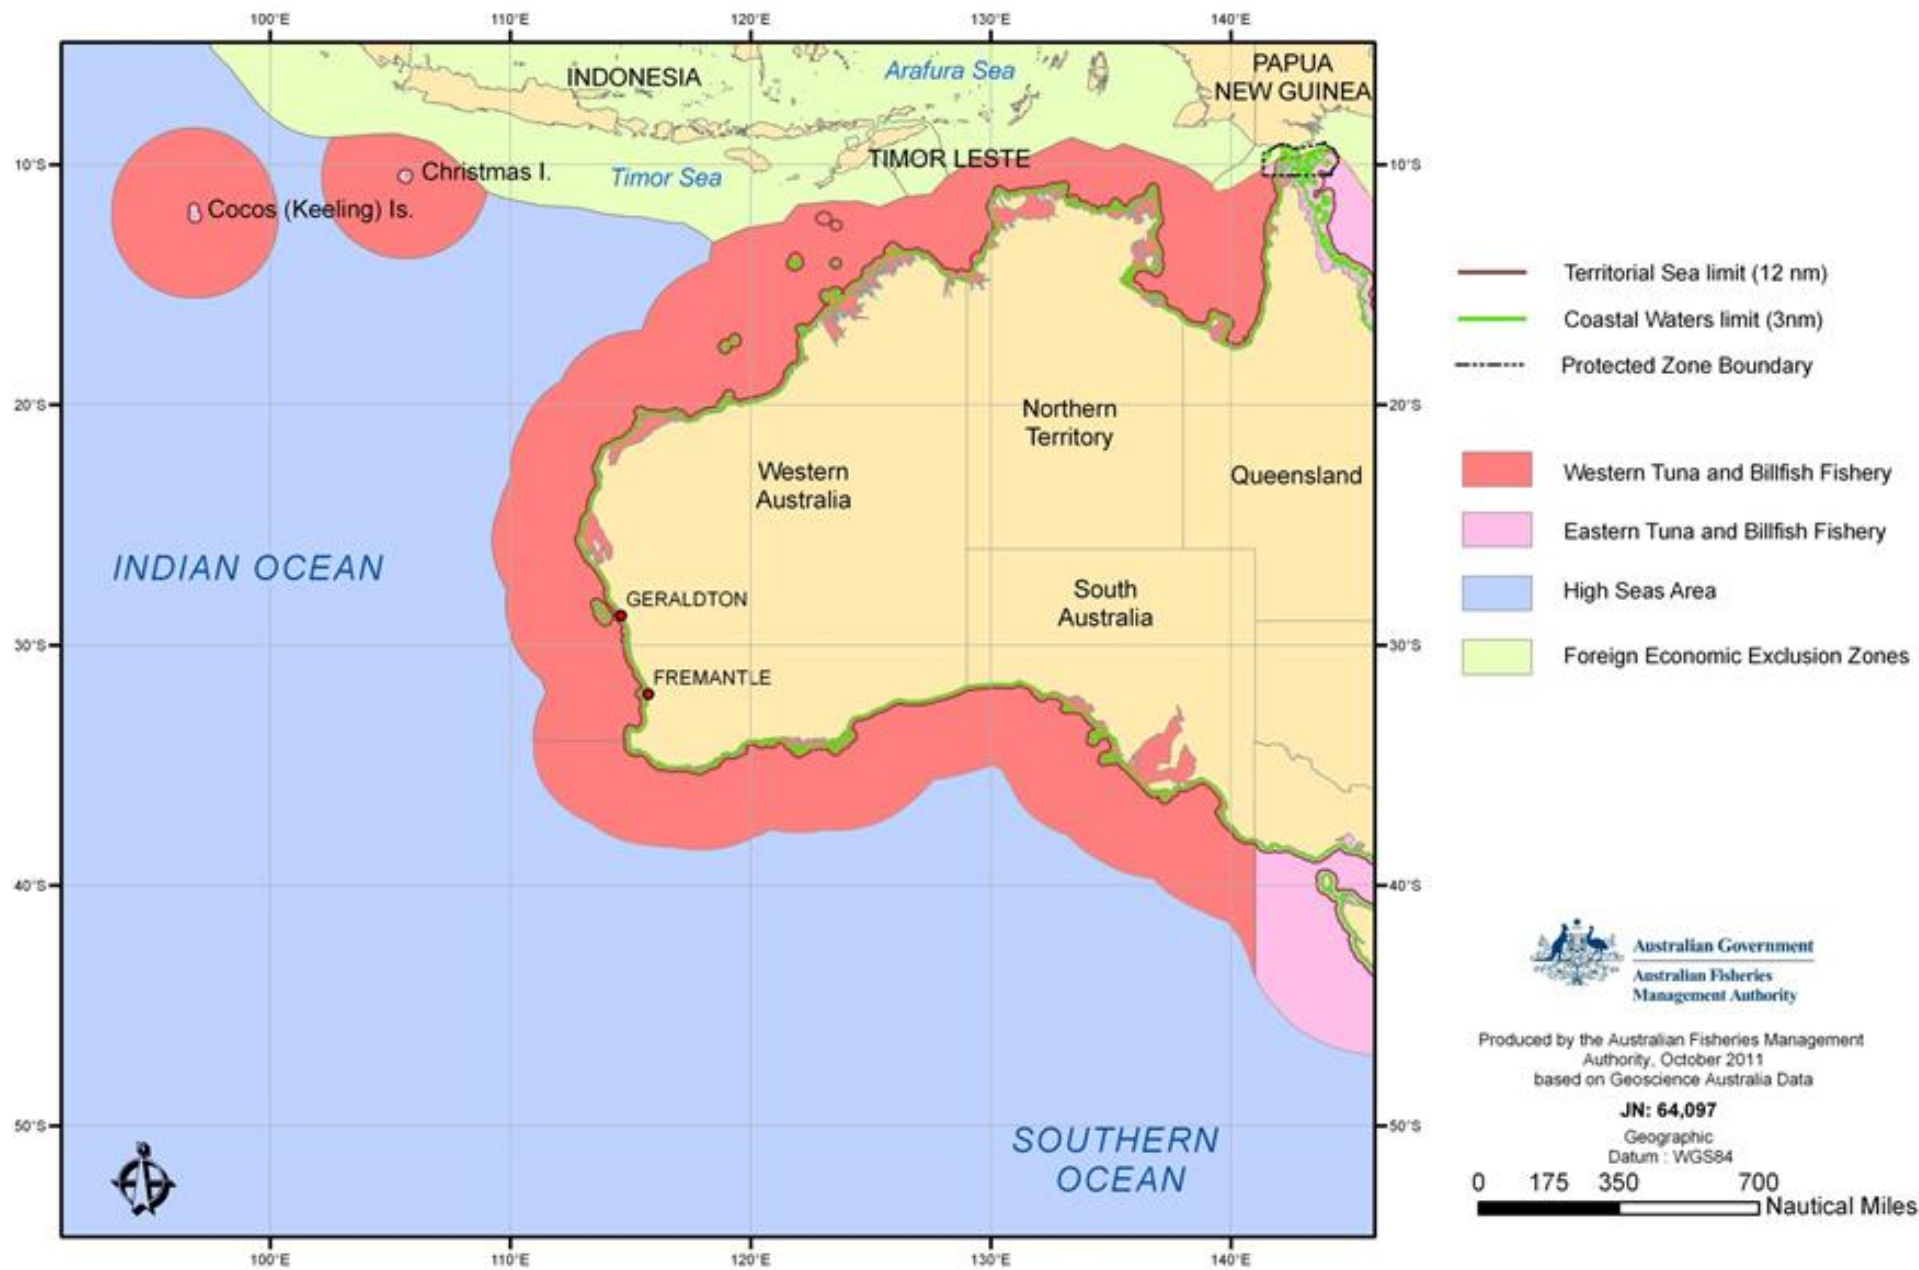 100°E 110°E 120°E 130°E 140°E
INDONESIA
Arafura Sea
PAPUA
NEW GUINEA
10°S
Christmas I.
Timor Sea
TIMOR LESTE
10°S
Cocos (Keeling) Is.
Territorial Sea limit (12 nm)
Coastal Waters limit (3nm)
Protected Zone Boundary
20°S
Northern
Territory
20°S
Western
Australia
Queensland
Western Tuna and Billfish Fishery
Eastern Tuna and Billfish Fishery
INDIAN OCEAN
High Seas Area
South
Australia
GERALDTON
30°S
30°S
Foreign Economic Exclusion Zones
FREMANTLE
40°S
40°S
Australian Government
Australian Fisheries
Management Authority
Produced by the Australian Fisheries Management
Authority, October 2011
based on Geoscience Australia Data
JN: 64,097
Geographic
Datum : WGS84
50°S
50°S
SOUTHERN
OCEAN
0 175 350 700
Nautical Miles
100°E 110°E 120°E 130°E 140°E